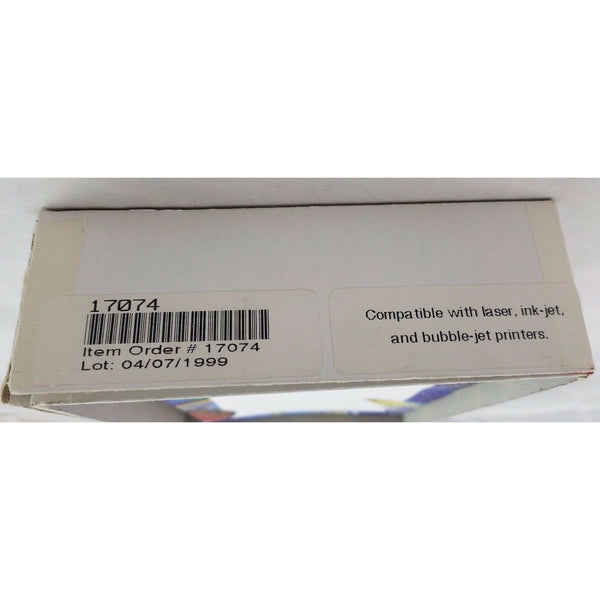 17074
Item Order # 17074
Lot: 04/07/1999
Compatible with laser, ink-jet,
and bubble-jet printers.